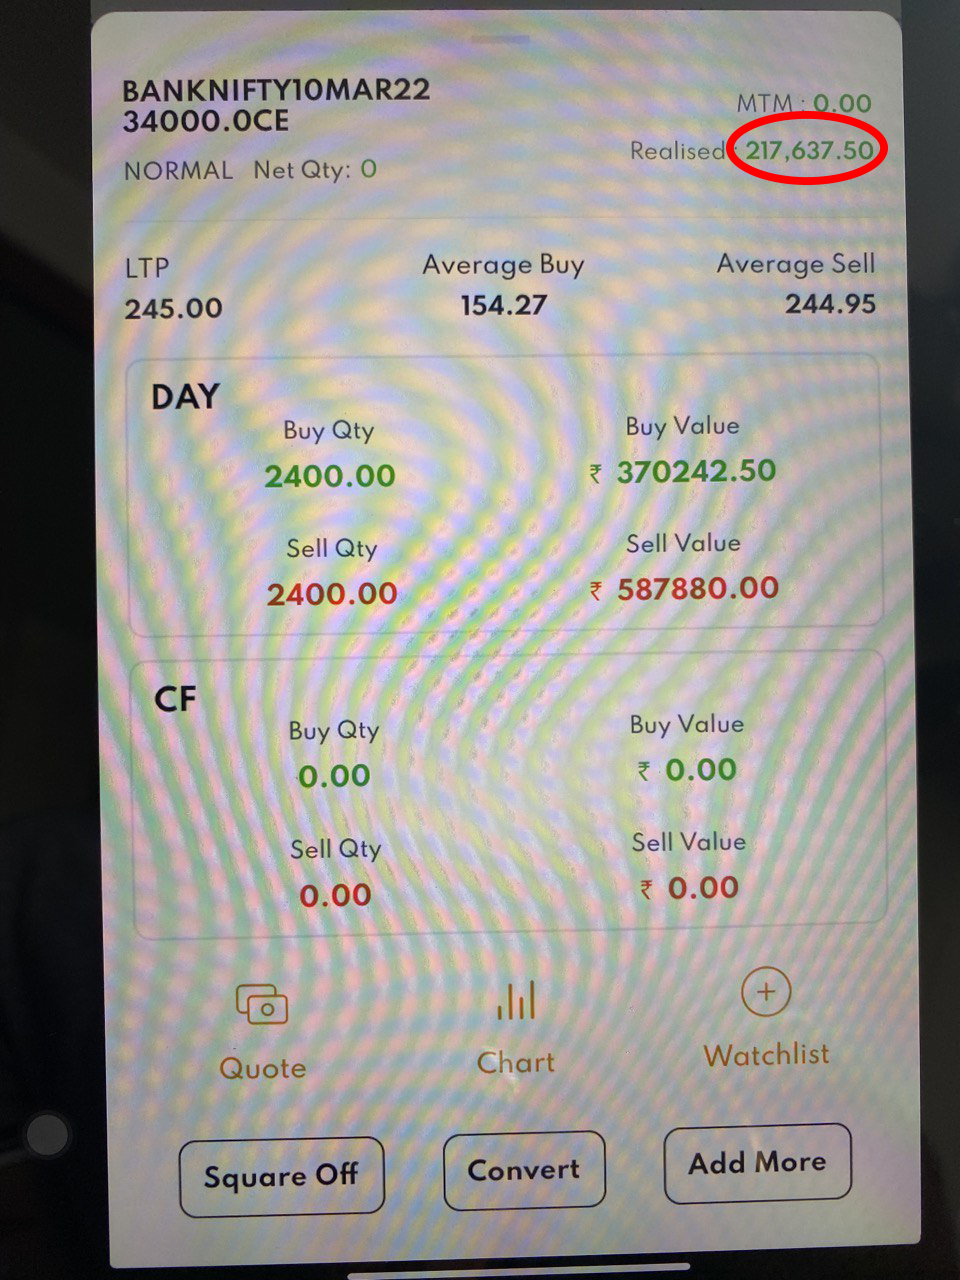 BANKNIFTY10MAR22
34000.0CE
MTM : 0.00
Realised : 217,637.50
NORMAL Net Qty: 0
LTP Average Buy Average Sell
245.00 154.27 244.95
DAY
Buy Qty Buy Value
2400.00 ₹ 370242.50
Sell Qty Sell Value
2400.00 ₹ 587880.00
CF
Buy Qty Buy Value
0.00 ₹ 0.00
Sell Qty Sell Value
0.00 ₹ 0.00
Quote Chart Watchlist
Square Off Convert Add More